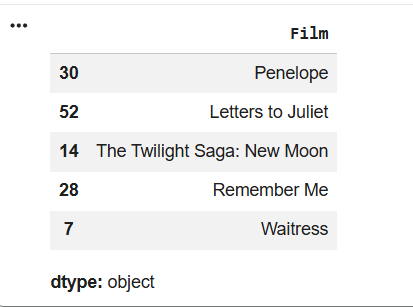 Film
30 Penelope
52 Letters to Juliet
14 The Twilight Saga: New Moon
28 Remember Me
7 Waitress
dtype: object